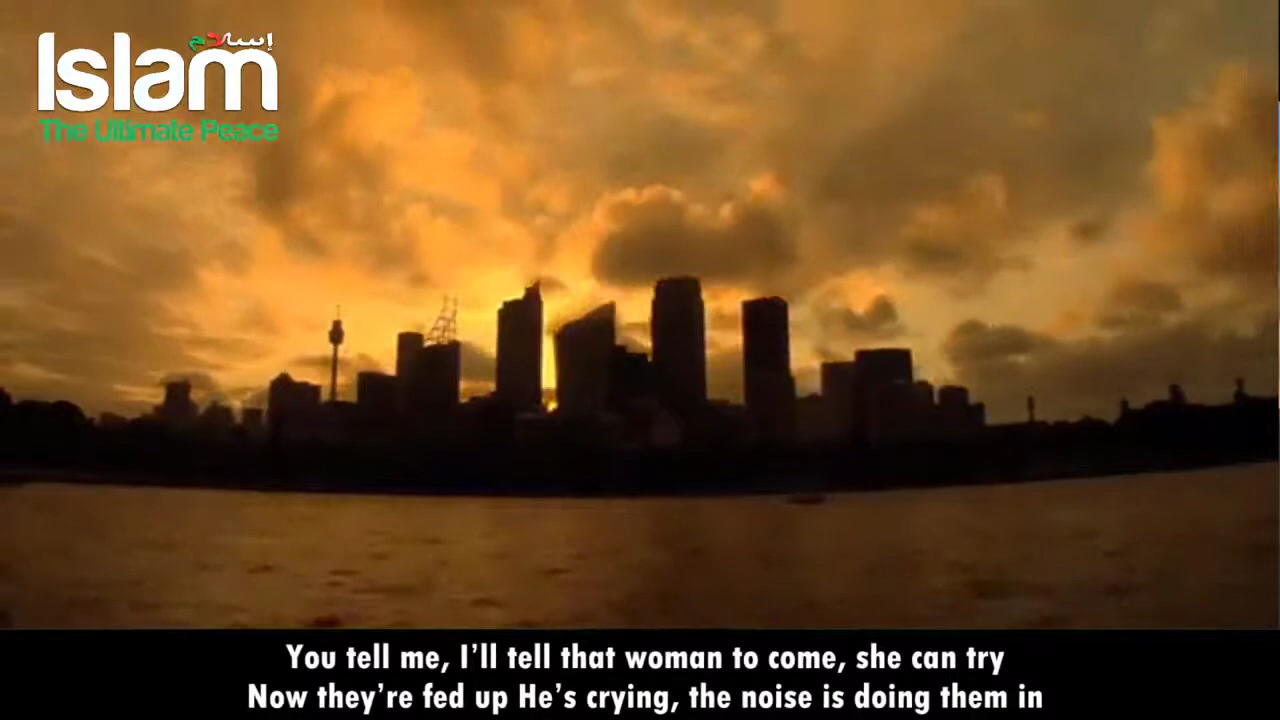 إسلام
Islam
The Ultimate Peace
You tell me, I'll tell that woman to come, she can try
Now they're fed up He's crying, the noise is doing them in